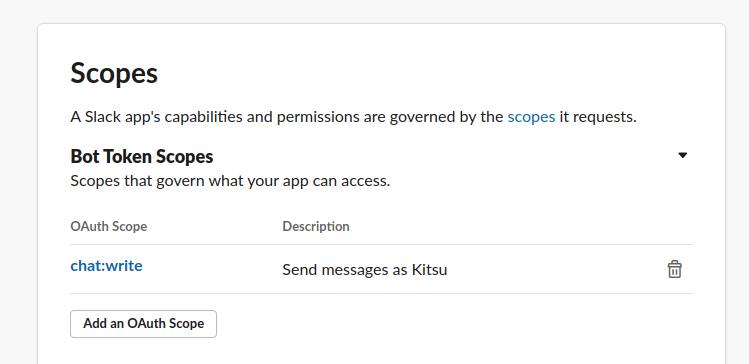 Scopes
A Slack app's capabilities and permissions are governed by the scopes it requests.
Bot Token Scopes
Scopes that govern what your app can access.
OAuth Scope Description
chat:write Send messages as Kitsu
Add an OAuth Scope